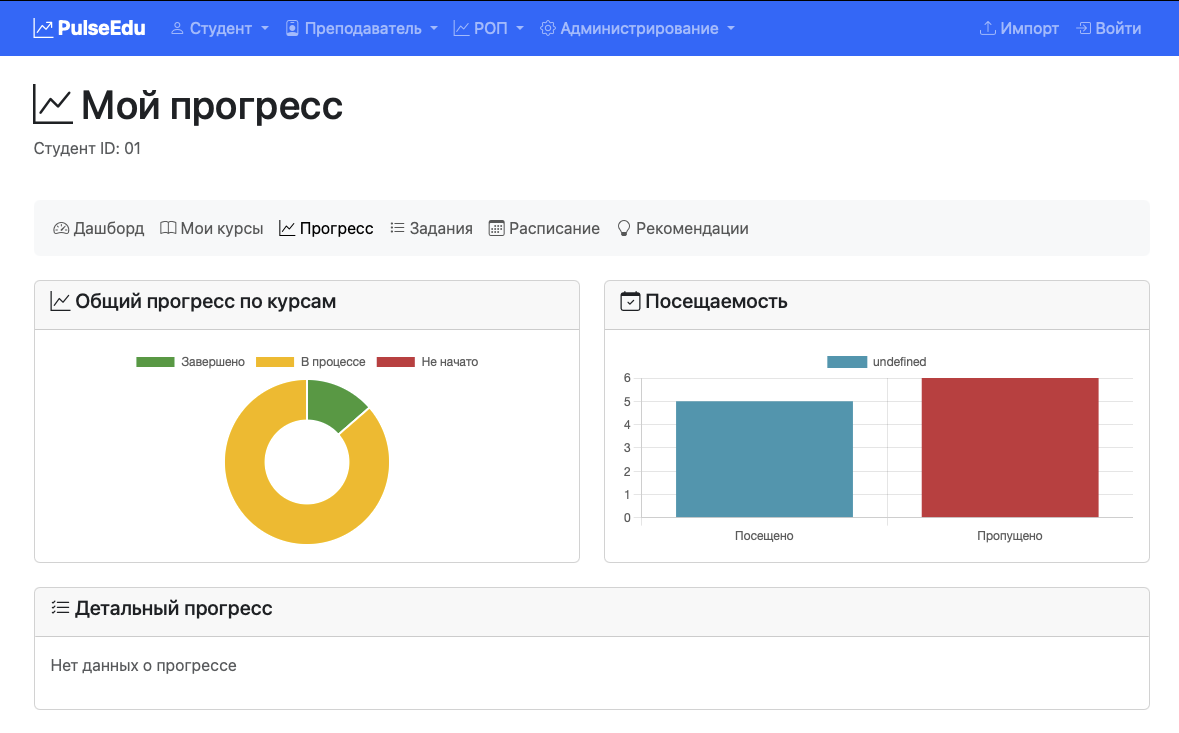 PulseEdu Студент Преподаватель РОП Администрирование Импорт Войти
Мой прогресс
Студент ID: 01
Дашборд Мои курсы Прогресс Задания Расписание Рекомендации
Общий прогресс по курсам
Завершено В процессе Не начато
Посещаемость
undefined
6
5
4
3
2
1
0
Посещено Пропущено
Детальный прогресс
Нет данных о прогрессе